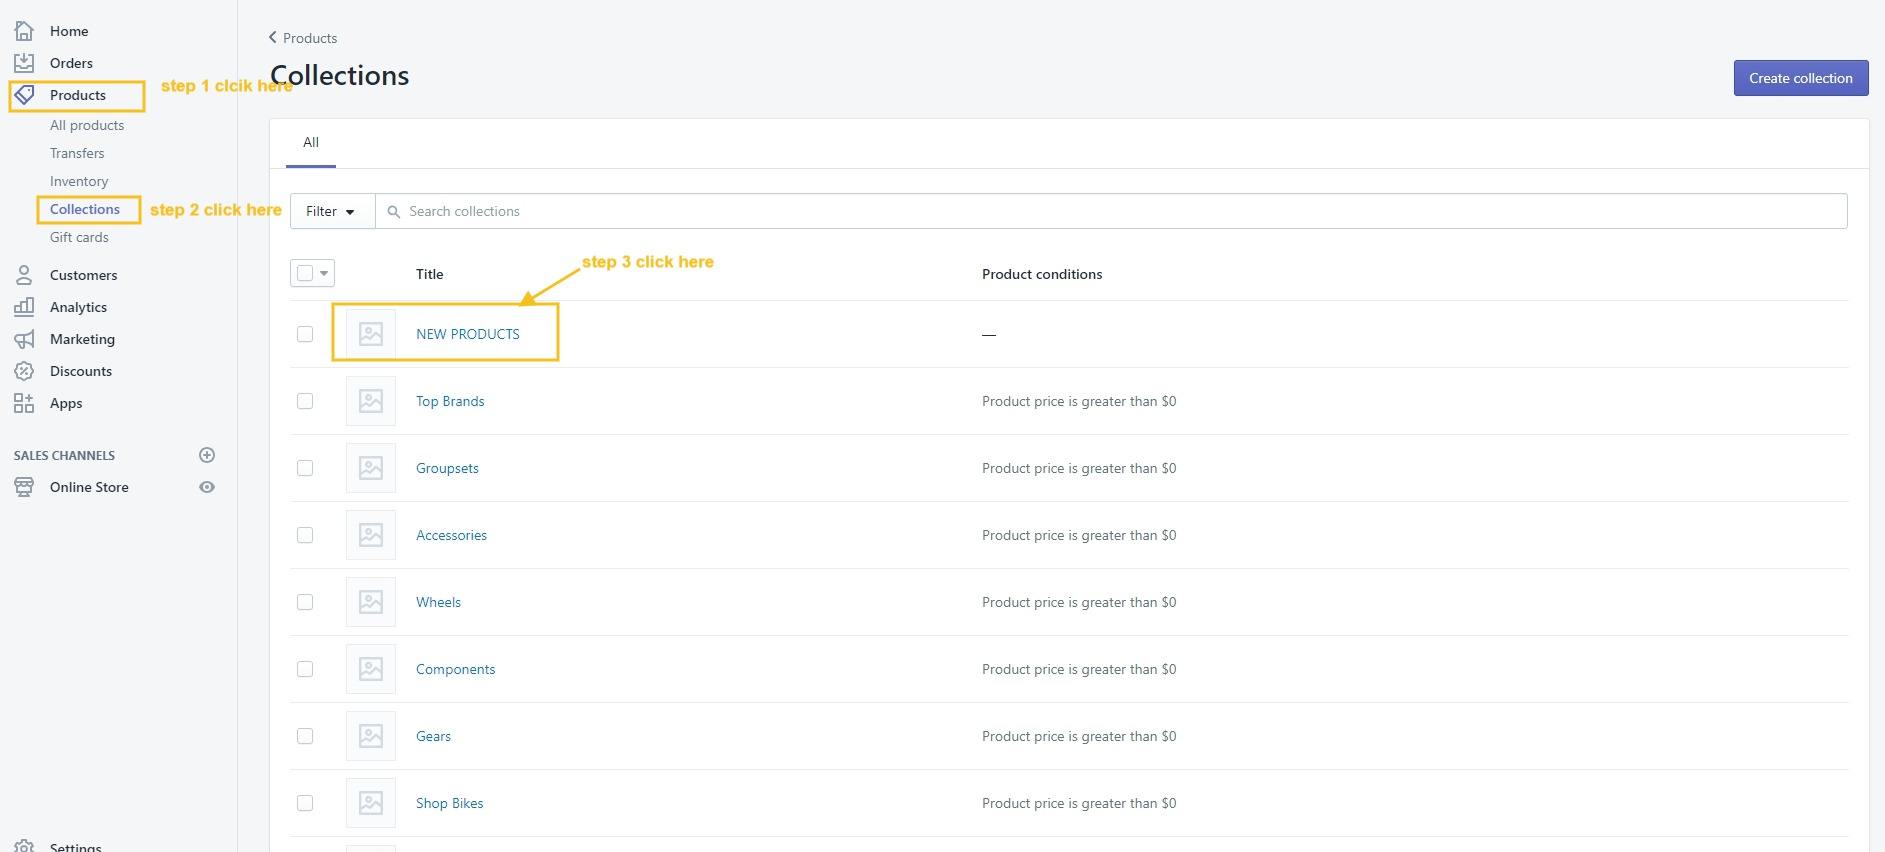 Home
Orders
Products
step 1 clcik here
All products
Transfers
Inventory
Collections
step 2 click here
Gift cards
Customers
Analytics
Marketing
Discounts
Apps
SALES CHANNELS
Online Store
Settings
Products
Collections
Create collection
All
Filter
Search collections
step 3 click here
Title Product conditions
NEW PRODUCTS —
Top Brands Product price is greater than $0
Groupsets Product price is greater than $0
Accessories Product price is greater than $0
Wheels Product price is greater than $0
Components Product price is greater than $0
Gears Product price is greater than $0
Shop Bikes Product price is greater than $0